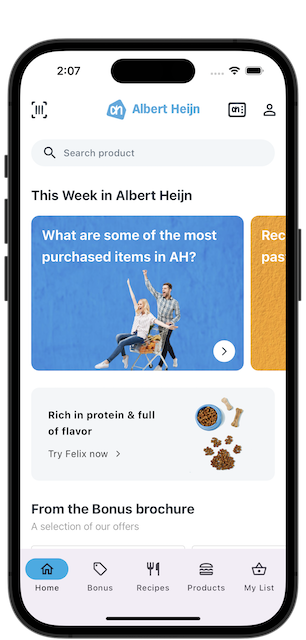 2:07
Albert Heijn
Search product
This Week in Albert Heijn
What are some of the most
purchased items in AH?
Rec
pas
Rich in protein & full
of flavor
Try Felix now
From the Bonus brochure
A selection of our offers
Home
Bonus
Recipes
Products
My List